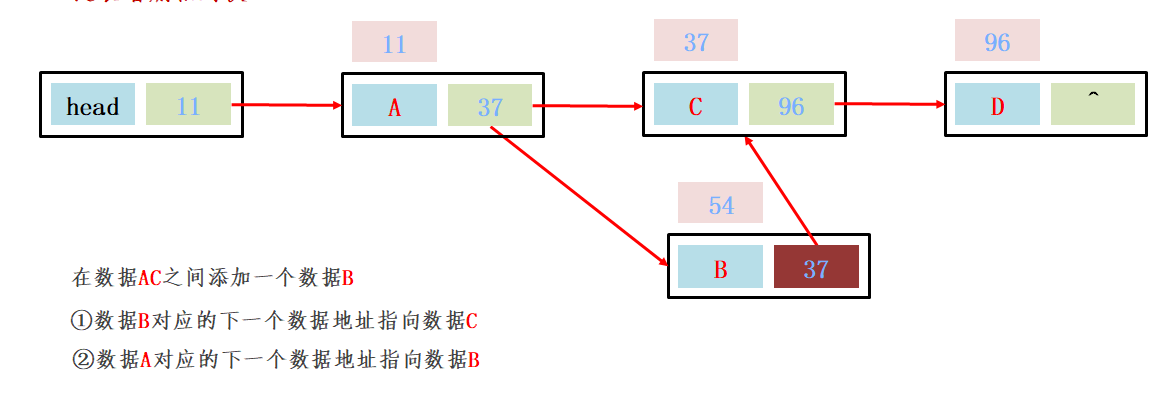 11
37
96
head 11
A 37
C 96
D ^
54
B 37
在数据AC之间添加一个数据B
①数据B对应的下一个数据地址指向数据C
②数据A对应的下一个数据地址指向数据B